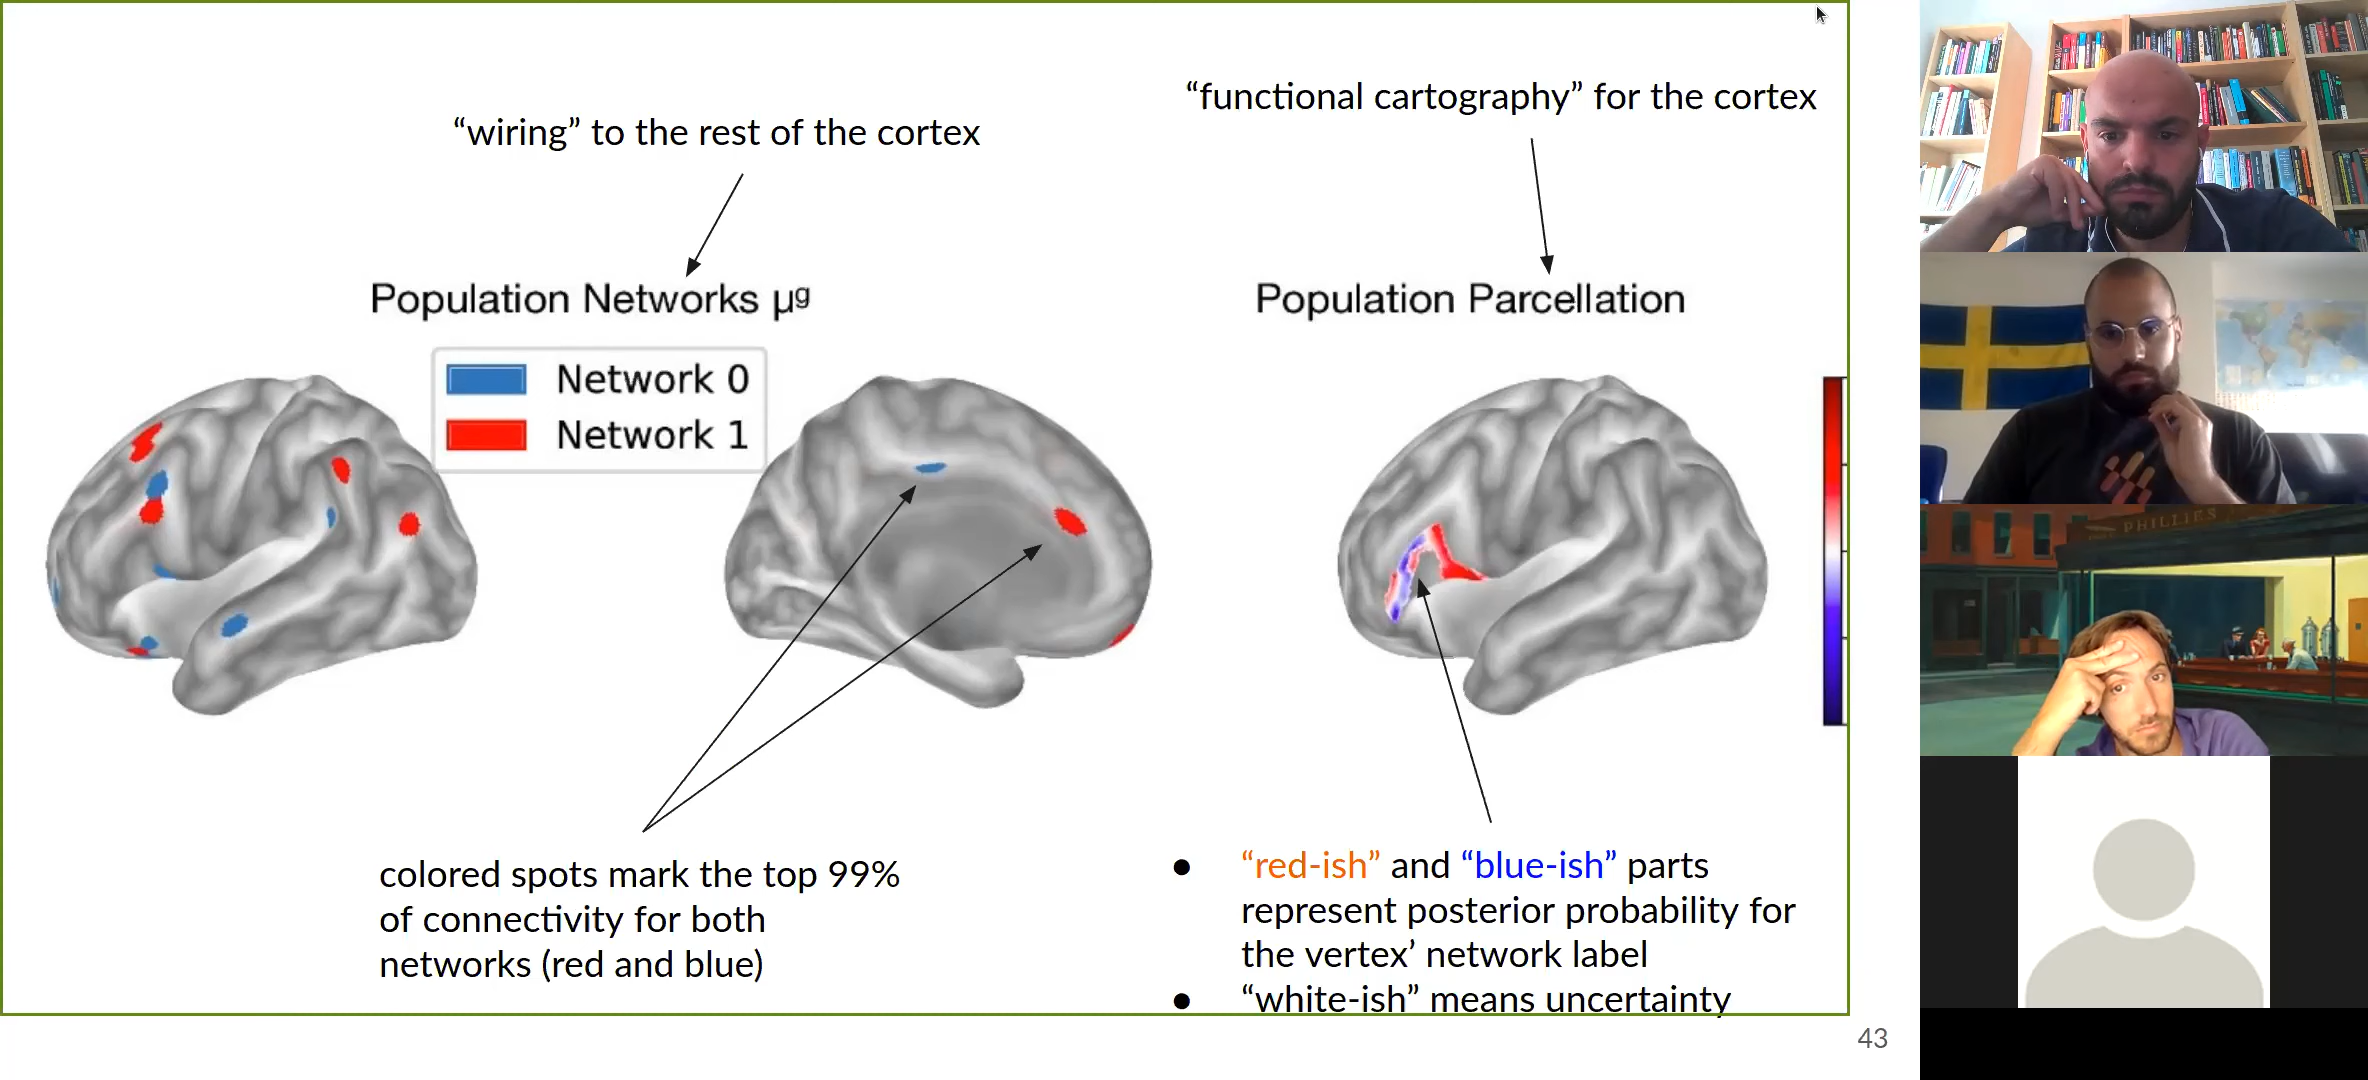 “wiring” to the rest of the cortex
“functional cartography” for the cortex
Population Networks µᵍ
Population Parcellation
Network 0
Network 1
colored spots mark the top 99%
of connectivity for both
networks (red and blue)
● “red-ish” and “blue-ish” parts
represent posterior probability for
the vertex’ network label
● “white-ish” means uncertainty
43
PHILLIES